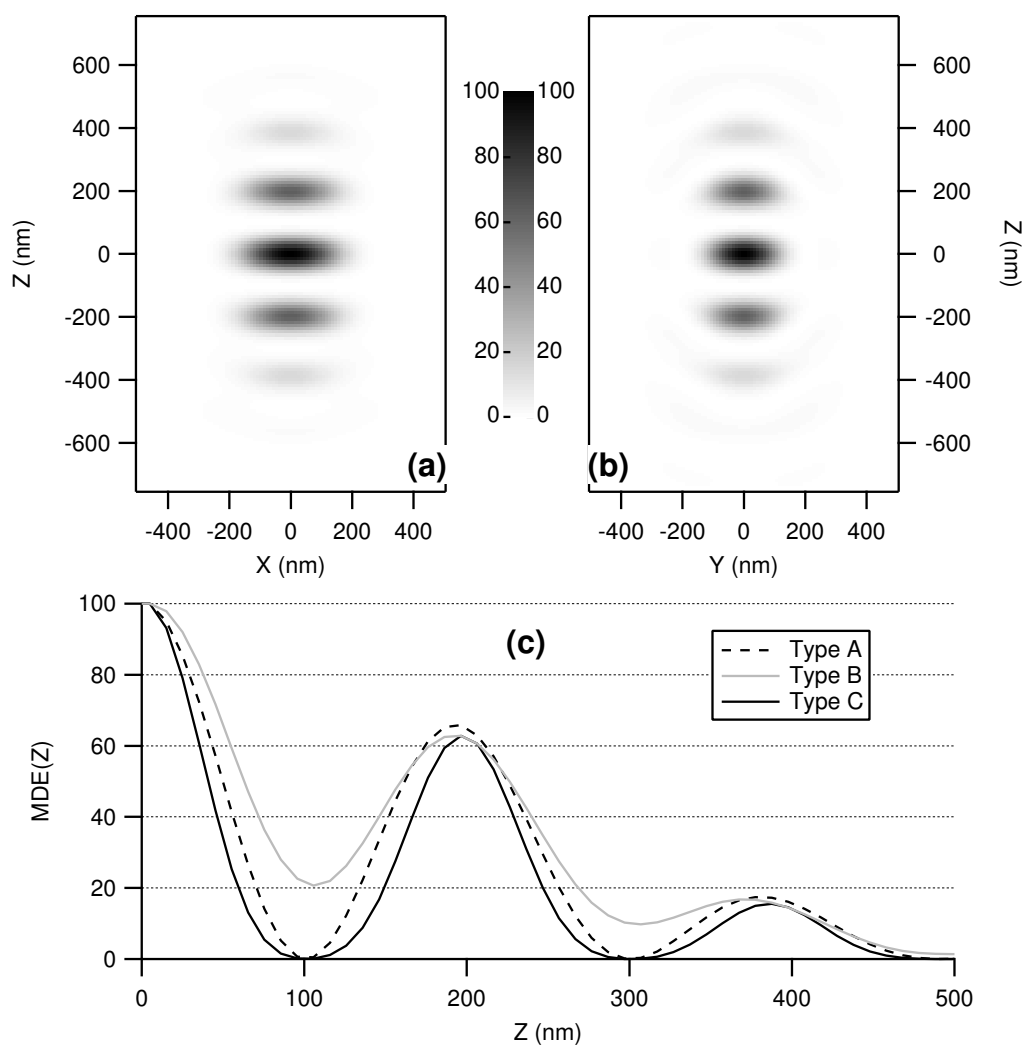 600
400
200
0
-200
-400
-600
Z (nm)
(a)
-400 -200 0 200 400
X (nm)
100 100
80 80
60 60
40 40
20 20
0 0
600
400
200
0
-200
-400
-600
Z (nm)
(b)
-400 -200 0 200 400
Y (nm)
100
80
60
40
20
0
MDE(Z)
(c)
Type A
Type B
Type C
0 100 200 300 400 500
Z (nm)